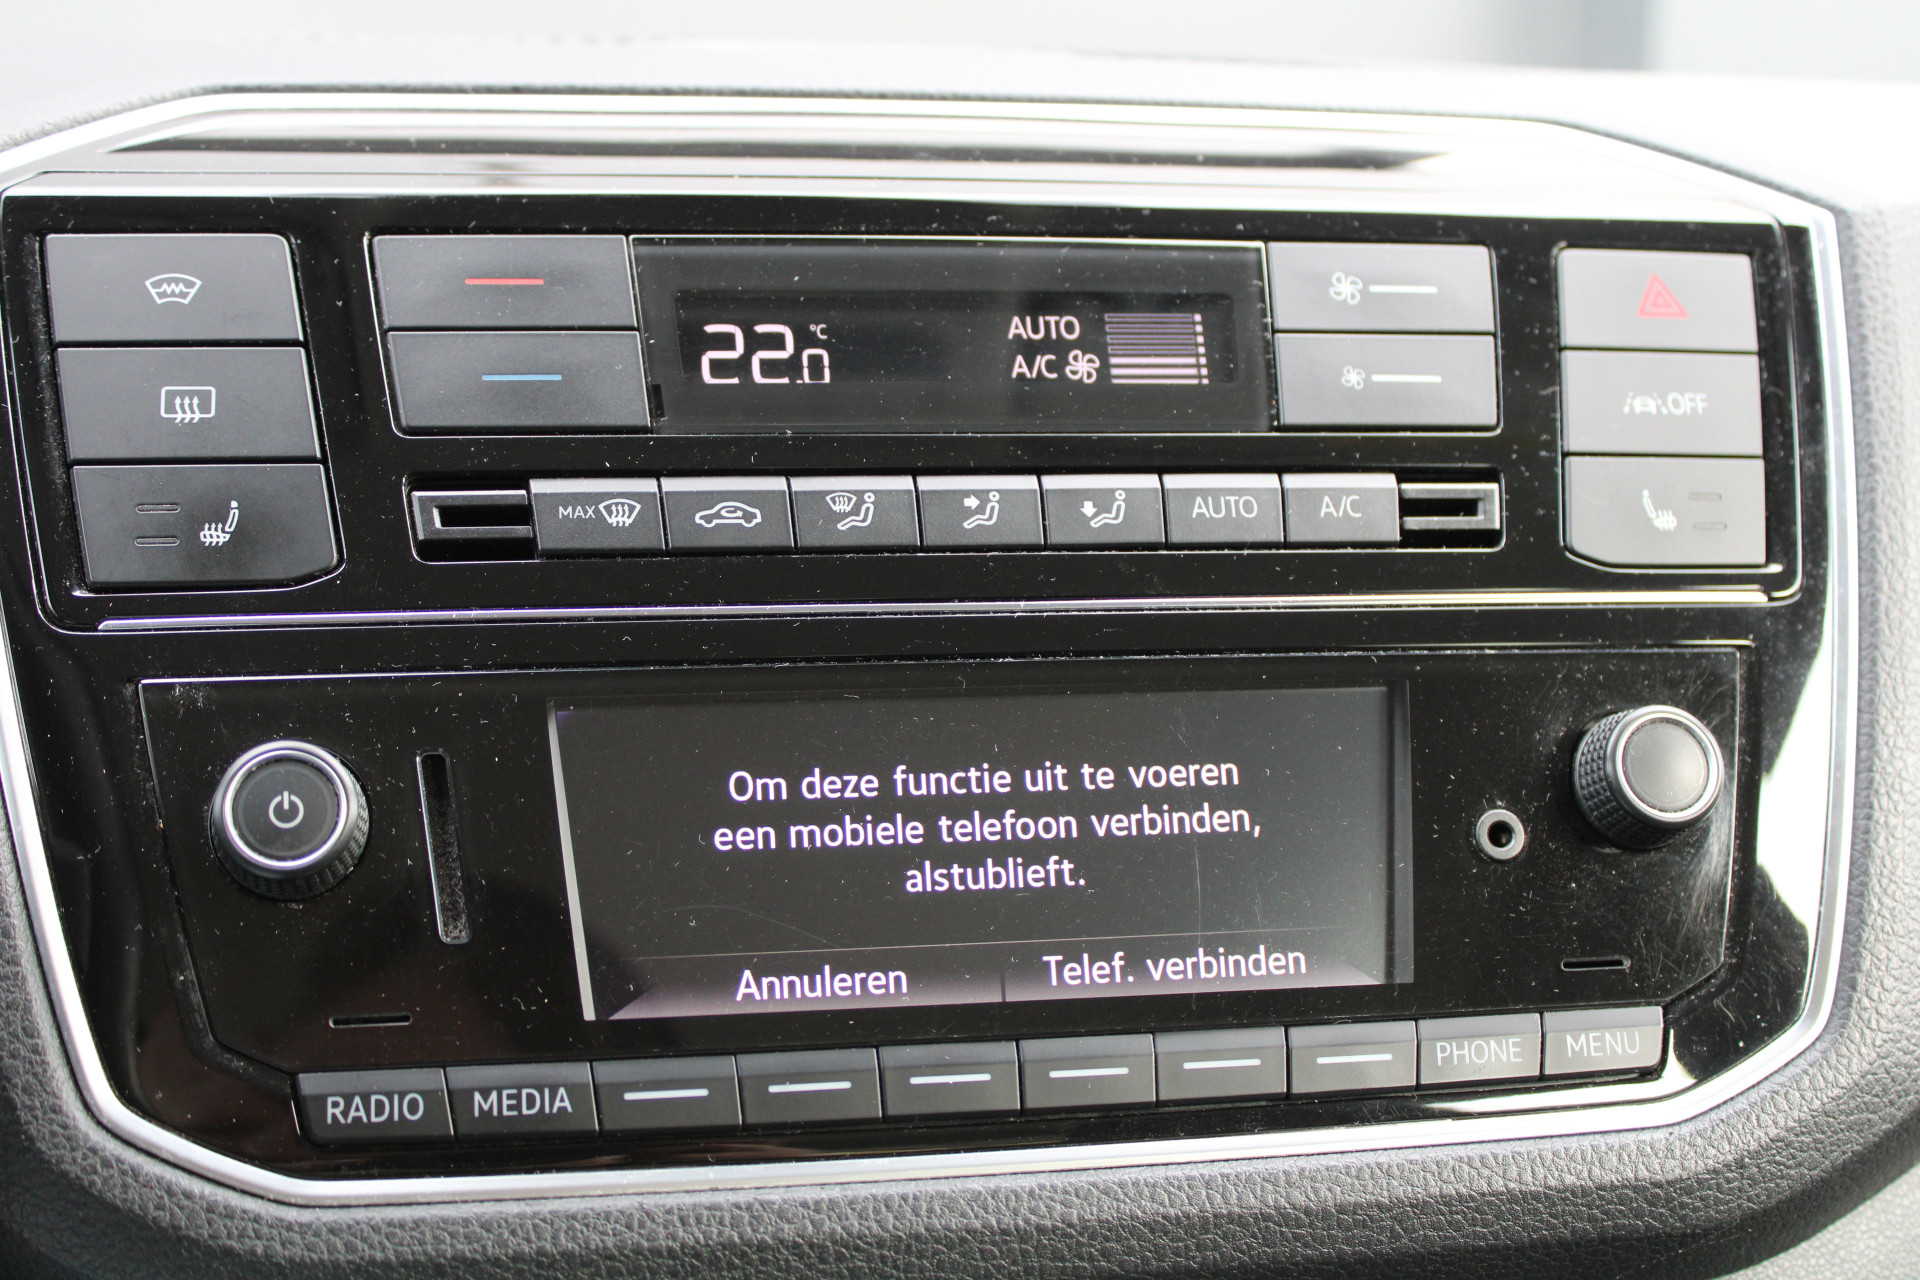 22.0 °C
AUTO
A/C
OFF
MAX
AUTO
A/C
Om deze functie uit te voeren
een mobiele telefoon verbinden,
alstublieft.
Annuleren
Telef. verbinden
RADIO
MEDIA
PHONE
MENU